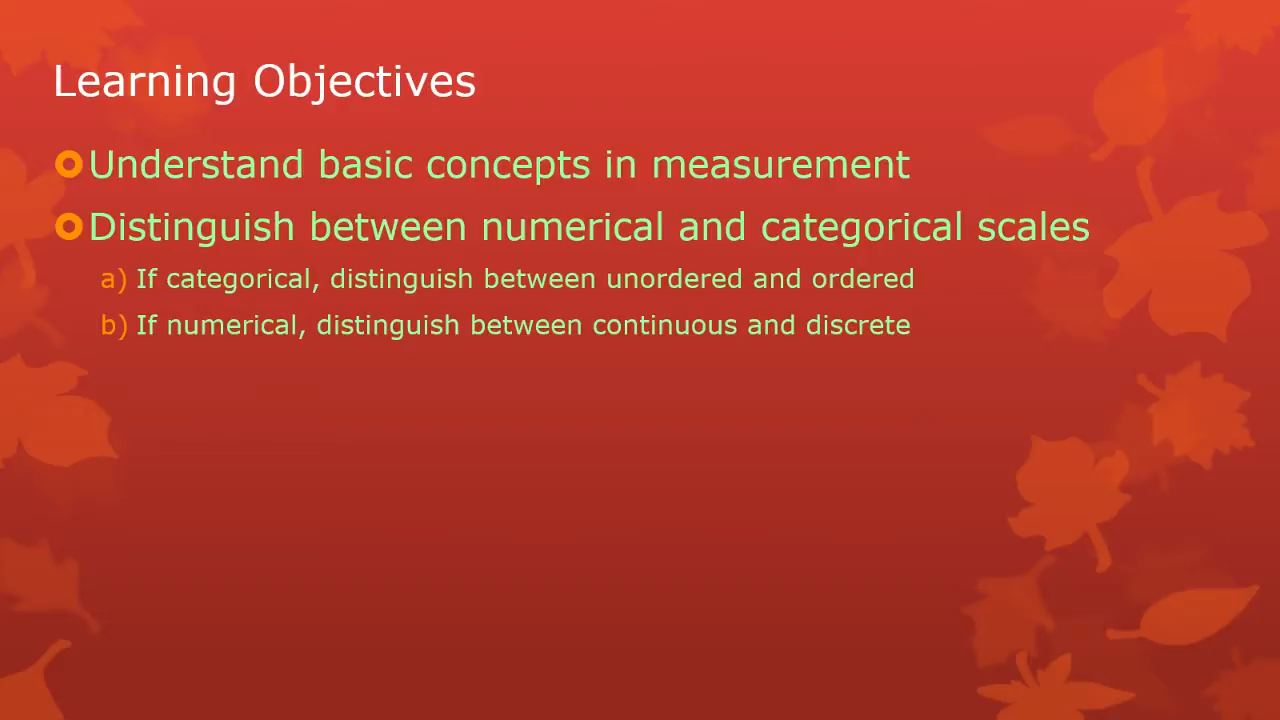 Learning Objectives
Understand basic concepts in measurement
Distinguish between numerical and categorical scales
a) If categorical, distinguish between unordered and ordered
b) If numerical, distinguish between continuous and discrete